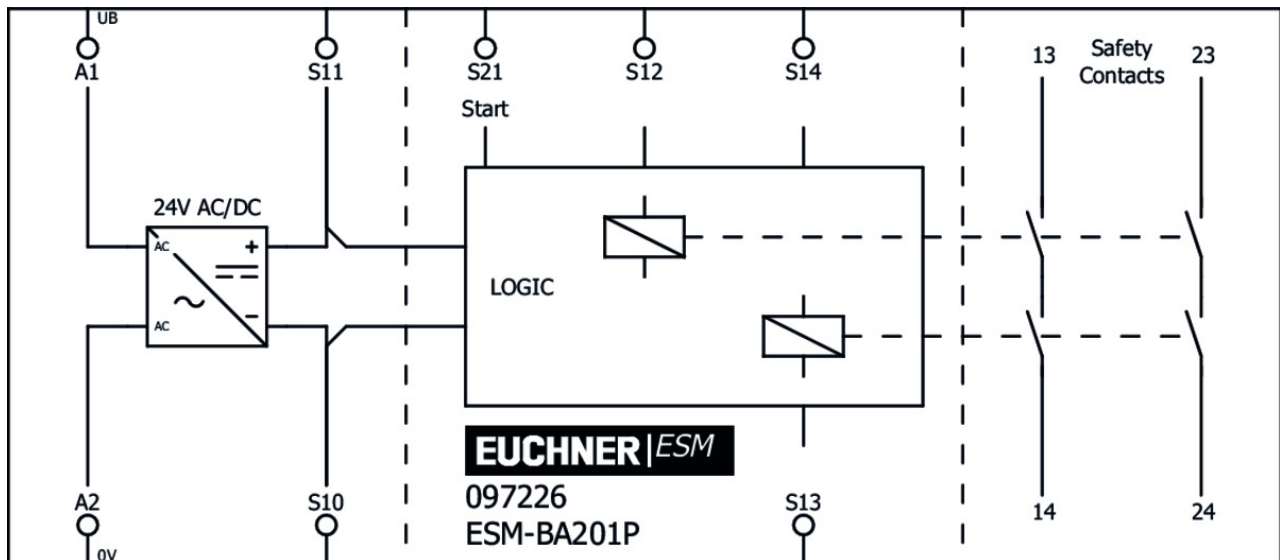 UB
A1
S11
S21
S12
S14
13
Safety
Contacts
23
Start
24V AC/DC
AC
+
~
−
AC
LOGIC
EUCHNER|ESM
097226
ESM-BA201P
A2
S10
S13
14
24
0V